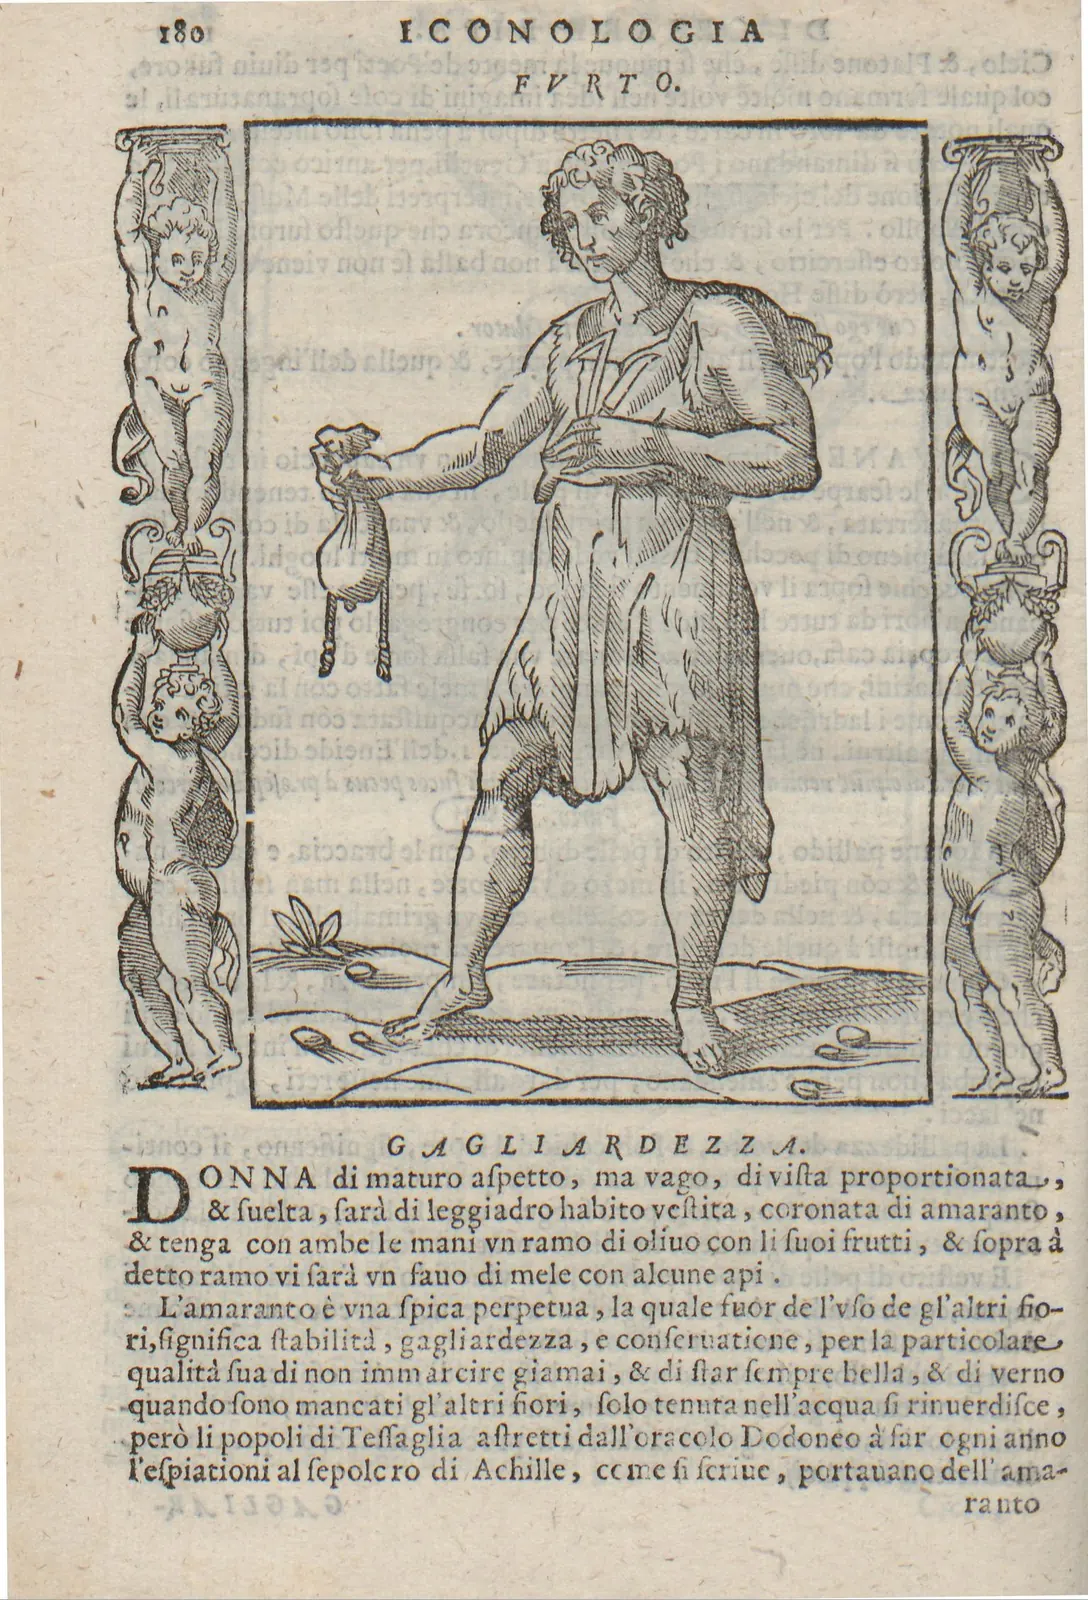 180 ICONOLOGIA
FVRTO.
GAGLIARDEZZA.
DONNA di maturo aſpetto, ma vago, di viſta proportionata,
& ſuelta, ſarà di leggiadro habito veſtita, coronata di amaranto,
& tenga con ambe le mani vn ramo di oliuo con li ſuoi frutti, & ſopra à
detto ramo vi ſarà vn fauo di mele con alcune api.
L'amaranto è vna ſpica perpetua, la quale fuor de l'vſo de gl'altri fio-
ri, ſignifica ſtabilità, gagliardezza, e conſeruatione, per la particolare
qualità ſua di non immarcire giamai, & di ſtar ſempre bella, & di verno
quando ſono mancati gl'altri fiori, ſolo tenuta nell'acqua ſi rinuerdiſce,
però li popoli di Teſſaglia aſtretti dall'oracolo Dodoneo à far ogni anno
l'eſpiationi al ſepolcro di Achille, come ſi ſcriue, portauano dell'ama-
ranto